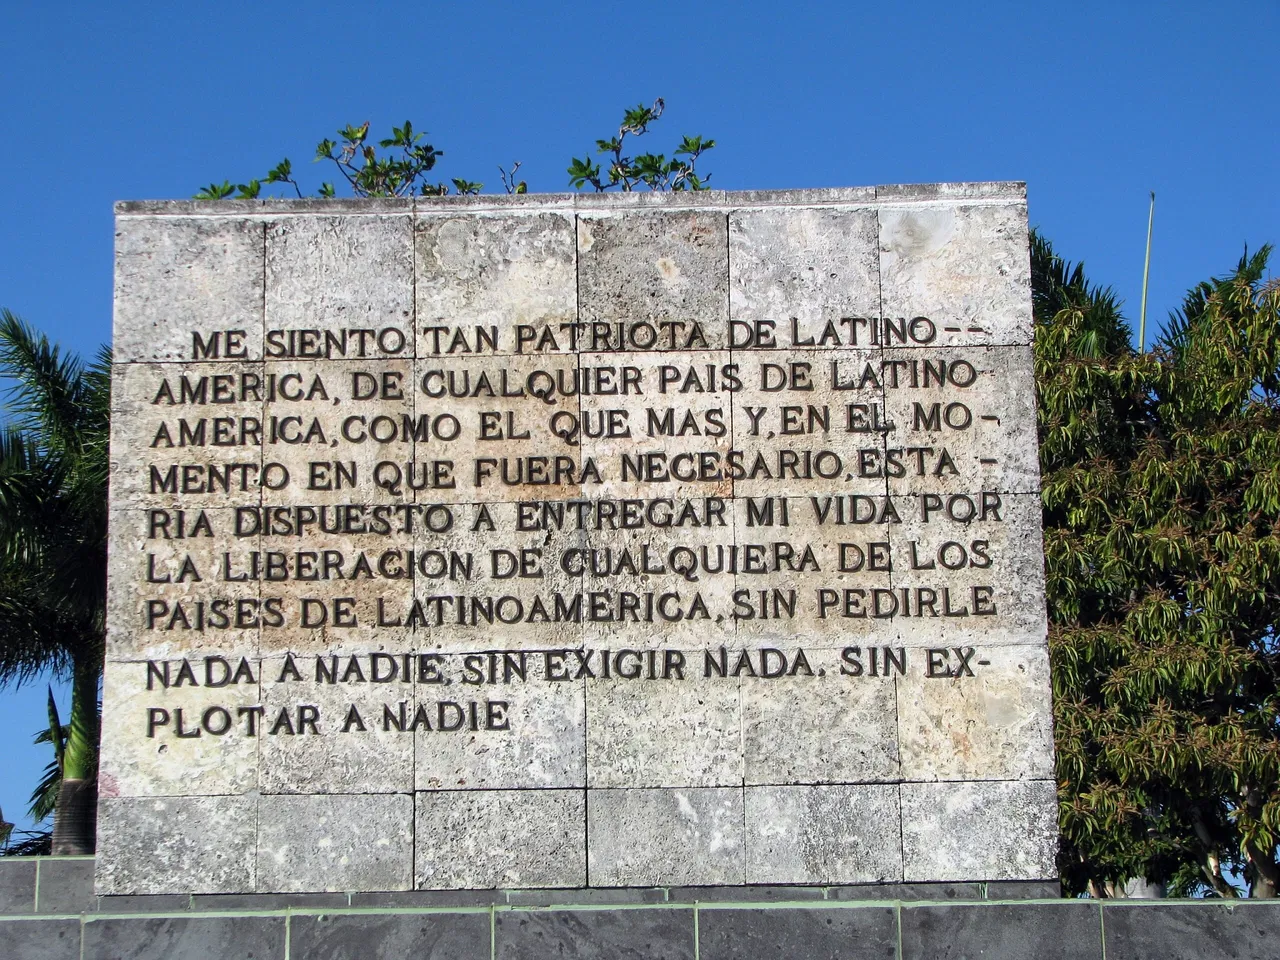 ME SIENTO TAN PATRIOTA DE LATINO--
AMERICA, DE CUALQUIER PAIS DE LATINO
AMERICA, COMO EL QUE MAS Y, EN EL MO-
MENTO EN QUE FUERA NECESARIO, ESTA-
RIA DISPUESTO A ENTREGAR MI VIDA POR
LA LIBERACION DE CUALQUIERA DE LOS
PAISES DE LATINOAMERICA, SIN PEDIRLE
NADA A NADIE, SIN EXIGIR NADA, SIN EX-
PLOTAR A NADIE